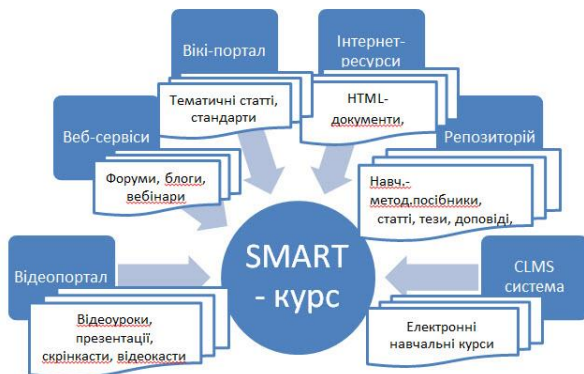 Вікі-портал
Тематичні статті,
стандарти
Інтернет-
ресурси
HTML-
документи,
Веб-сервіси
Форуми, блоги,
вебінари
Репозиторій
Навч.-
метод.посібники,
статті, тези, доповіді,
Відеопортал
Відеоуроки,
презентації,
скрінкасти, відеокасти
SMART
- курс
CLMS
система
Електронні
навчальні курси